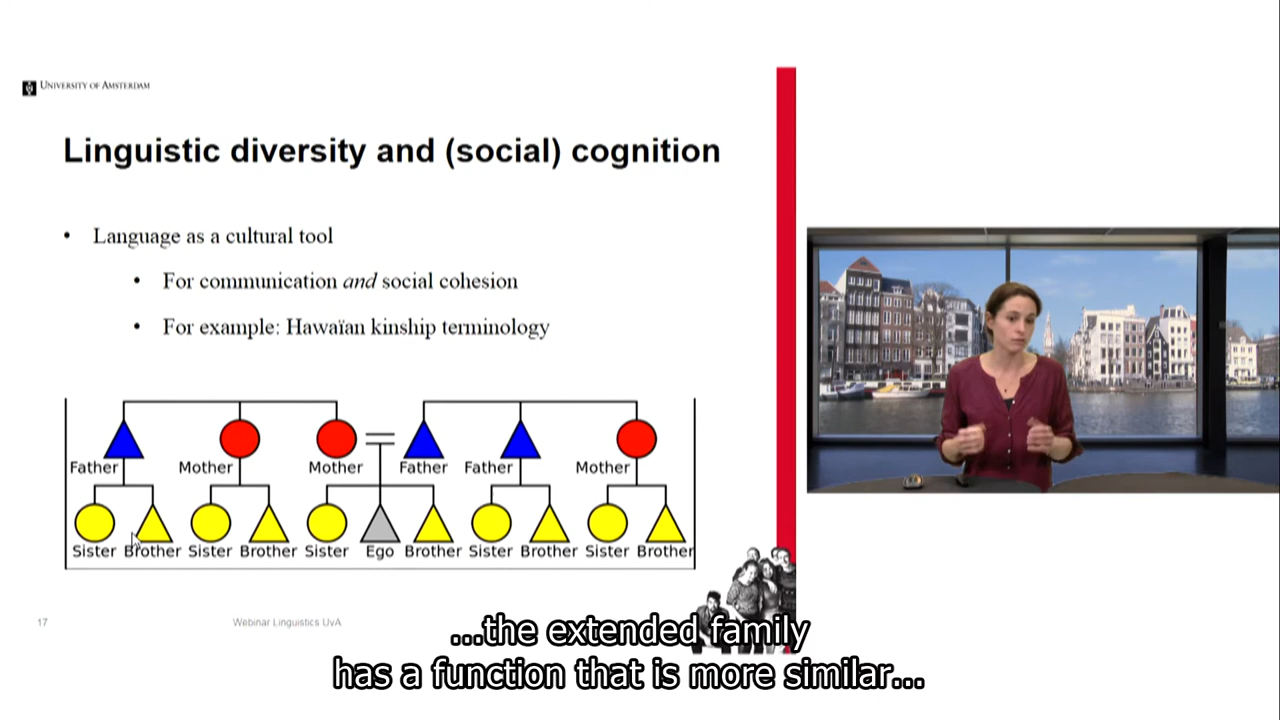 UNIVERSITY OF AMSTERDAM
Linguistic diversity and (social) cognition
• Language as a cultural tool
• For communication and social cohesion
• For example: Hawaïan kinship terminology
Father Mother Mother Father Father Mother
Sister Brother Sister Brother Sister Ego Brother Sister Brother Sister Brother
17 Webinar Linguistics UvA
...the extended family
has a function that is more similar...